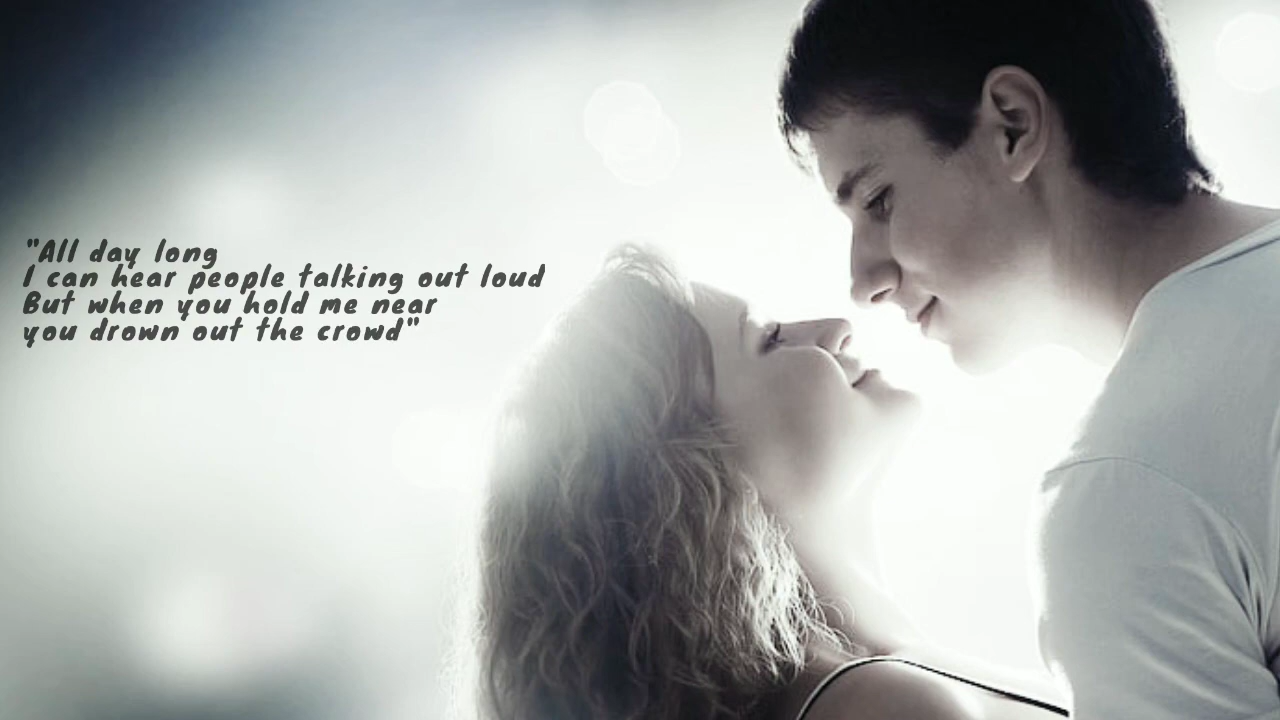 "All day long
I can hear people talking out loud
But when you hold me near
you drown out the crowd"